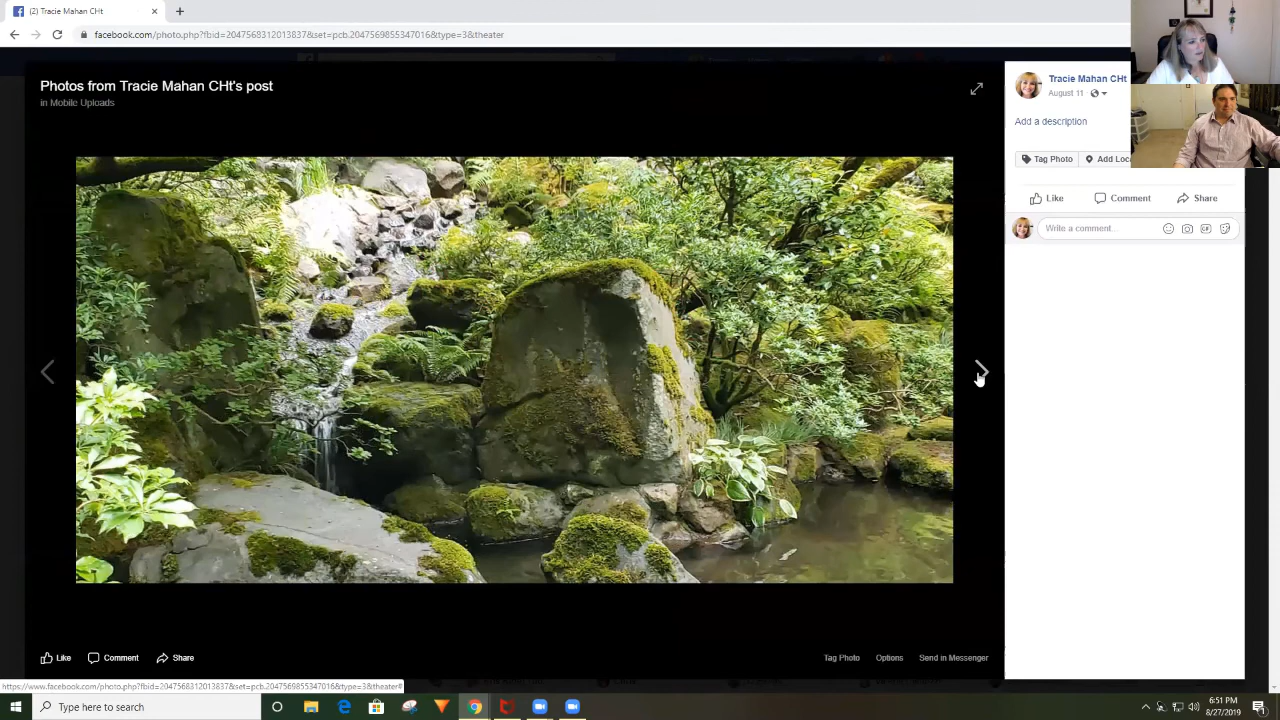 (2) Tracie Mahan CHt
facebook.com/photo.php?fbid=2047568312013837&set=pcb.2047569855347016&type=3&theater
Photos from Tracie Mahan CHt's post
in Mobile Uploads
Tracie Mahan CHt
August 11
Add a description
Tag Photo
Add Loca
Like
Comment
Share
Write a comment...
GIF
Like
Comment
Share
Tag Photo
Options
Send in Messenger
https://www.facebook.com/photo.php?fbid=2047568312013837&set=pcb.2047569855347016&type=3&theater#
Type here to search
6:51 PM
8/27/2019